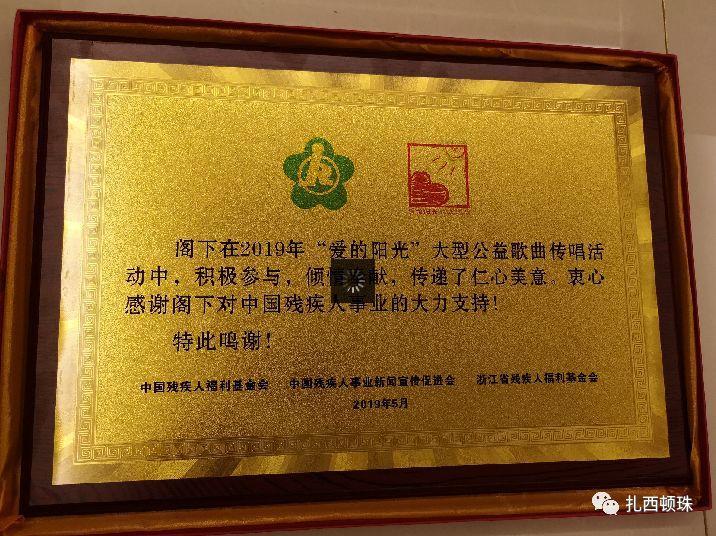 阁下在2019年“爱的阳光”大型公益歌曲传唱活
动中，积极参与，倾情献，传递了仁心美意。衷心
感谢阁下对中国残疾人事业的大力支持！
特此鸣谢！
中国残疾人福利基金会 中国残疾人事业新闻宣传促进会 浙江省残疾人福利基金会
2019年5月
扎西顿珠